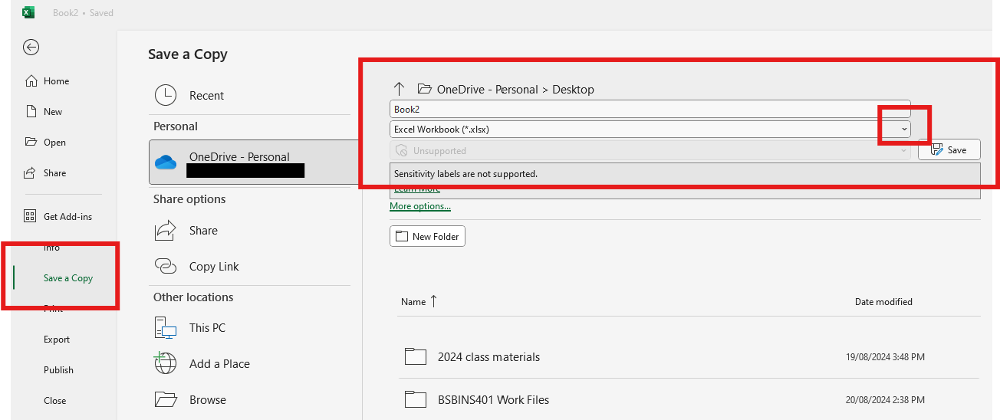 Book2 • Saved
Home
New
Open
Share
Get Add-ins
Info
Save a Copy
Print
Export
Publish
Close
Save a Copy
Recent
Personal
OneDrive - Personal
Share options
Share
Copy Link
Other locations
This PC
Add a Place
Browse
OneDrive - Personal > Desktop
Book2
Excel Workbook (*.xlsx)
Unsupported
Save
Sensitivity labels are not supported.
Learn More
More options...
New Folder
Name ↑ Date modified
2024 class materials 19/08/2024 3:48 PM
BSBINS401 Work Files 20/08/2024 2:38 PM